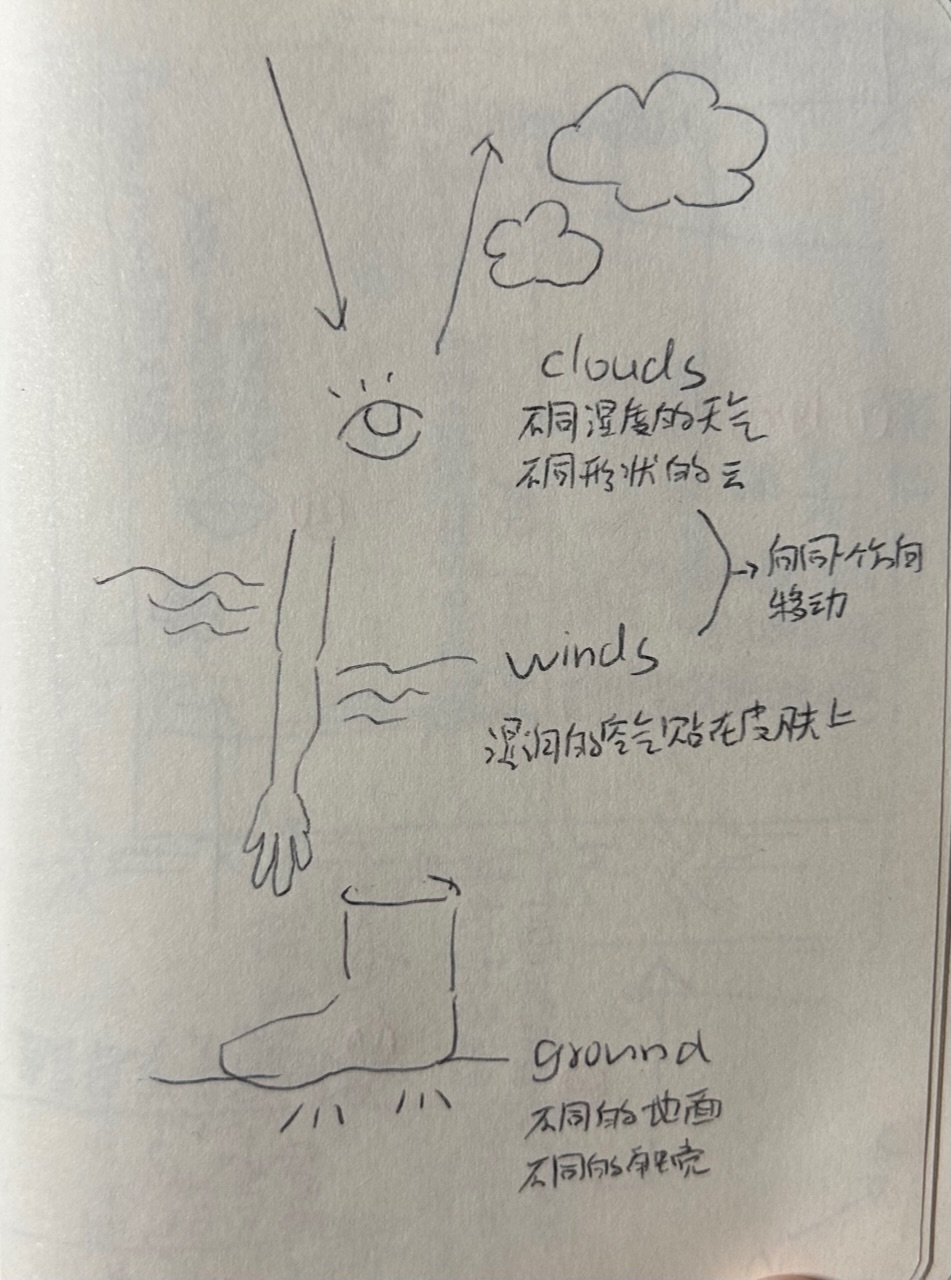 clouds
不同湿度的天气
不同形状的云
向同一个方向
移动
winds
湿润的空气贴在皮肤上
ground
不同的地面
不同的触觉